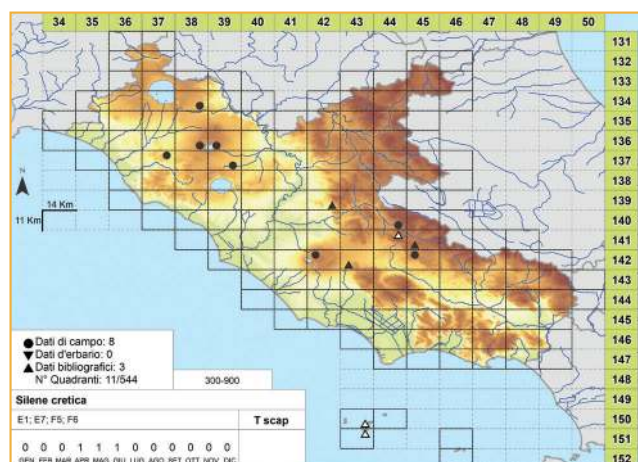 34 35 36 37 38 39 40 41 42 43 44 45 46 47 48 49 50
131
132
133
134
135
136
137
138
139
140
141
142
143
144
145
146
147
148
149
150
151
152
N
14 Km
11 Km
Dati di campo: 8
Dati d'erbario: 0
Dati bibliografici: 3
N° Quadranti: 11/544
300-900
Silene cretica
E1; E7; F5; F6 T scap
0 0 0 1 1 1 0 0 0 0 0 0
GEN FEB MAR APR MAG GIU LUG AGO SET OTT NOV DIC